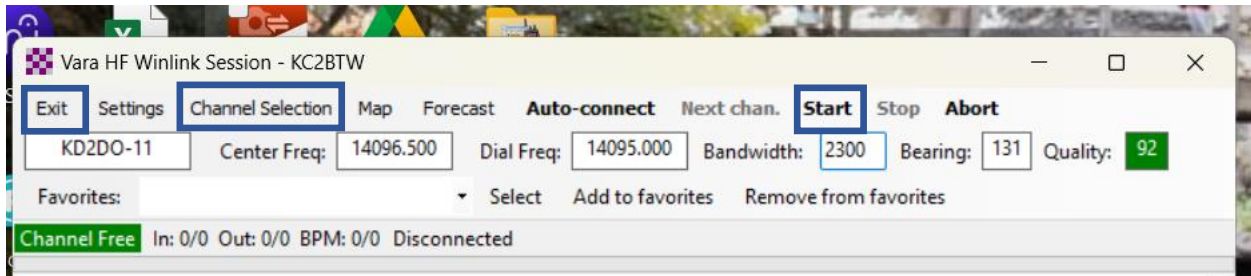 Vara HF Winlink Session - KC2BTW
Exit Settings Channel Selection Map Forecast Auto-connect Next chan. Start Stop Abort
KD2DO-11 Center Freq: 14096.500 Dial Freq: 14095.000 Bandwidth: 2300 Bearing: 131 Quality: 92
Favorites: Select Add to favorites Remove from favorites
Channel Free In: 0/0 Out: 0/0 BPM: 0/0 Disconnected